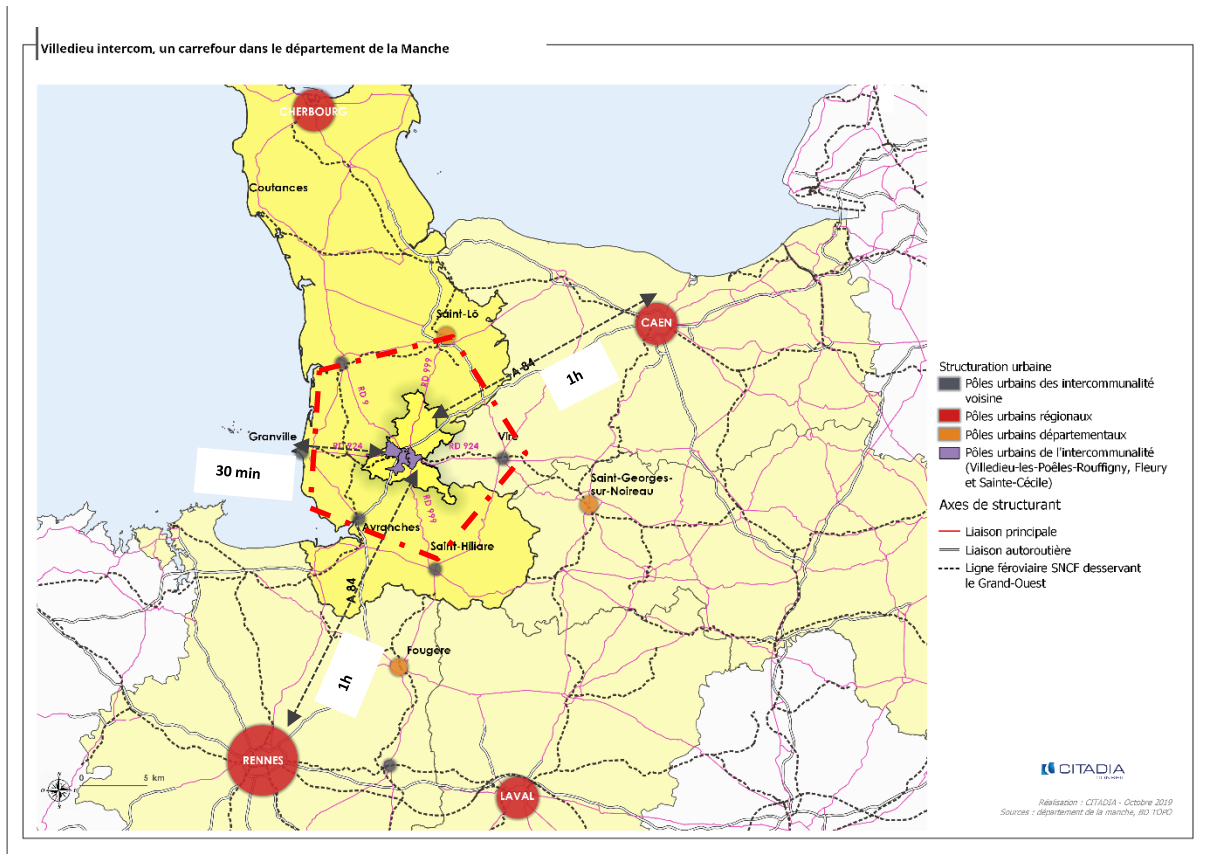 Villedieu intercom, un carrefour dans le département de la Manche
CHERBOURG
Coutances
Saint-Lô
CAEN
A 84
1h
RD 999
RD 9
Granville
RD 924
RD 924
Vire
30 min
Saint-Georges-
sur-Noireau
RD 999
Avranches
Saint-Hiliare
A 84
1h
Fougère
RENNES
LAVAL
0
5 km
Structuration urbaine
Pôles urbains des intercommunalité
voisine
Pôles urbains régionaux
Pôles urbains départementaux
Pôles urbains de l'intercommunalité
(Villedieu-les-Poêles-Rouffigny, Fleury
et Sainte-Cécile)
Axes de structurant
Liaison principale
Liaison autoroutière
Ligne féroviaire SNCF desservant
le Grand-Ouest
CITADIA
Réalisation : CITADIA - Octobre 2019
Sources : département de la manche, BD TOPO